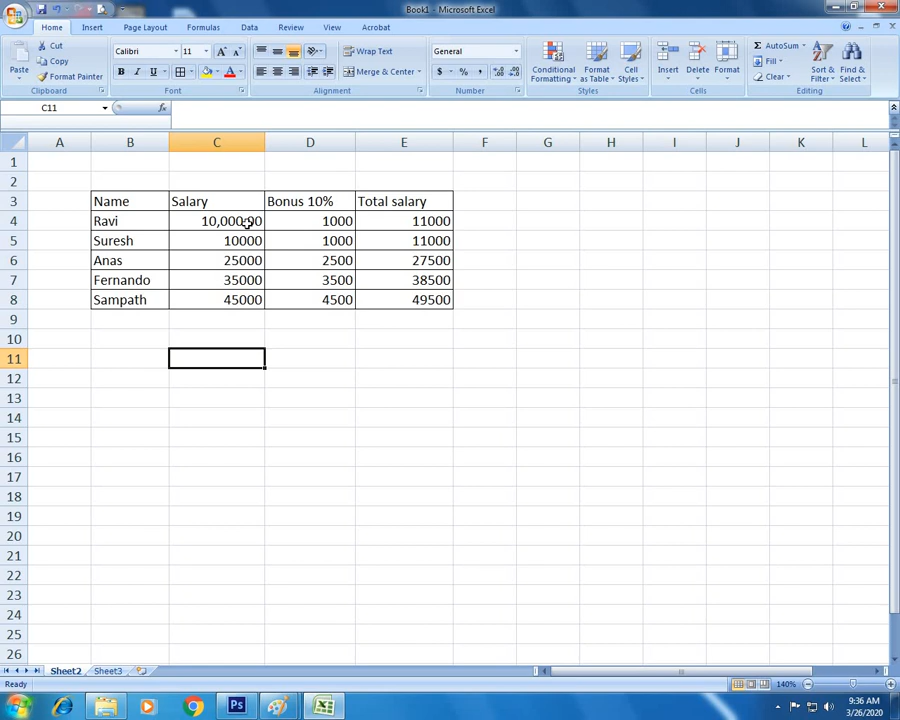 Book1 - Microsoft Excel
Home Insert Page Layout Formulas Data Review View Acrobat
Paste
Cut
Copy
Format Painter
Clipboard
Calibri 11
B I U
Font
Wrap Text
Merge & Center
Alignment
General
$ % ,
Number
Conditional Formatting
Format as Table
Cell Styles
Styles
Insert Delete Format
Cells
Σ AutoSum
Fill
Clear
Sort & Filter
Find & Select
Editing
C11 fx
A B C D E F G H I J K L
1
2
3 Name Salary Bonus 10% Total salary
4 Ravi 10,000.00 1000 11000
5 Suresh 10000 1000 11000
6 Anas 25000 2500 27500
7 Fernando 35000 3500 38500
8 Sampath 45000 4500 49500
9
10
11
12
13
14
15
16
17
18
19
20
21
22
23
24
25
26
Sheet2 Sheet3
Ready 140%
Ps
9:36 AM
3/26/2020